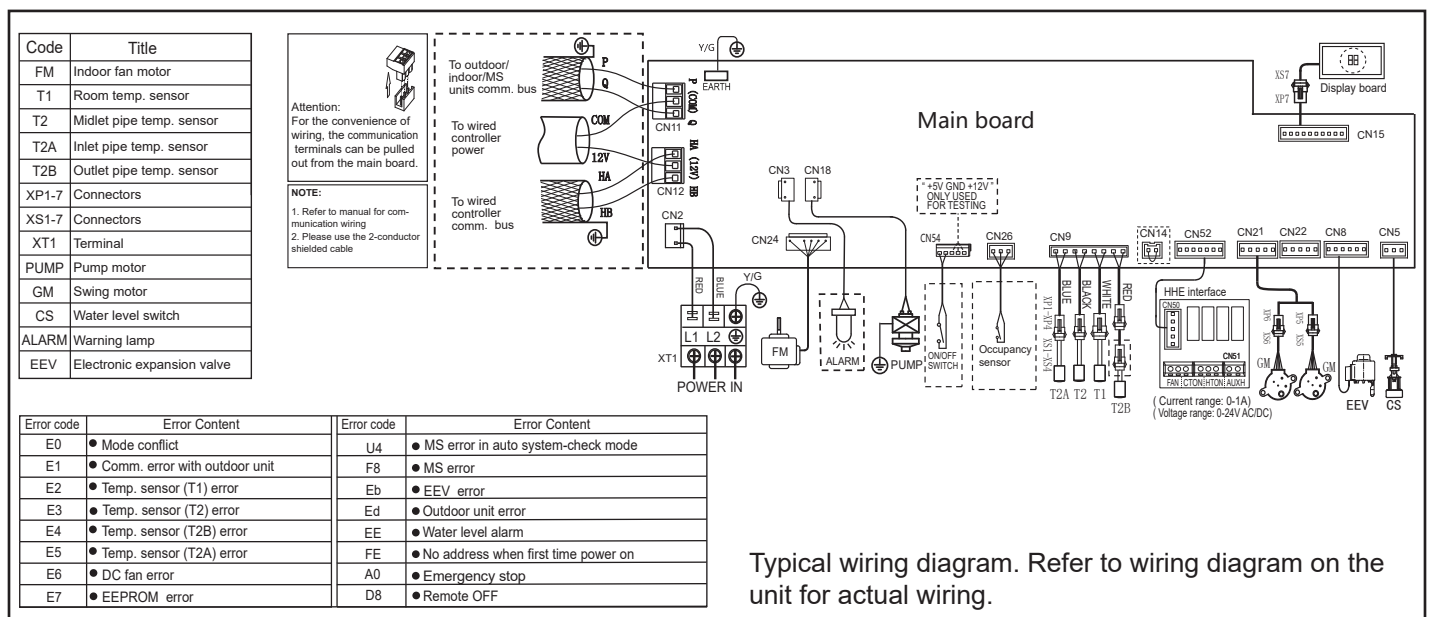 Code Title
FM Indoor fan motor
T1 Room temp. sensor
T2 Midlet pipe temp. sensor
T2A Inlet pipe temp. sensor
T2B Outlet pipe temp. sensor
XP1-7 Connectors
XS1-7 Connectors
XT1 Terminal
PUMP Pump motor
GM Swing motor
CS Water level switch
ALARM Warning lamp
EEV Electronic expansion valve
Attention:
For the convenience of
wiring, the communication
terminals can be pulled
out from the main board.
NOTE:
1. Refer to manual for com-
munication wiring
2. Please use the 2-conductor
shielded cable
To outdoor/
indoor/MS
units comm. bus
P
Q
To wired
controller
power
COM
12V
To wired
controller
comm. bus
HA
HB
P (COM) Q
CN11
HA (12V) HB
CN12
Y/G
EARTH
Main board
XS7
XP7
Display board
CN15
CN2
RED
BLUE
Y/G
L1 L2
XT1
POWER IN
CN3
CN18
CN24
FM
ALARM
PUMP
" +5V GND +12V "
ONLY USED
FOR TESTING
CN54
ON/OFF
SWITCH
CN26
Occupancy
sensor
CN9
BLUE
BLACK
WHITE
RED
XP1-XP4
XS1-XS4
T2A T2 T1
T2B
CN14
CN52
HHE interface
CN50
CN51
FAN CTON HTON AUXH
( Current range: 0-1A)
( Voltage range: 0-24V AC/DC)
CN21
CN22
XP6
XS6
XP5
XS5
GM
GM
CN8
EEV
CN5
CS
Error code Error Content
E0 ● Mode conflict
E1 ● Comm. error with outdoor unit
E2 ● Temp. sensor (T1) error
E3 ● Temp. sensor (T2) error
E4 ● Temp. sensor (T2B) error
E5 ● Temp. sensor (T2A) error
E6 ● DC fan error
E7 ● EEPROM error
Error code Error Content
U4 ● MS error in auto system-check mode
F8 ● MS error
Eb ● EEV error
Ed ● Outdoor unit error
EE ● Water level alarm
FE ● No address when first time power on
A0 ● Emergency stop
D8 ● Remote OFF
Typical wiring diagram. Refer to wiring diagram on the
unit for actual wiring.